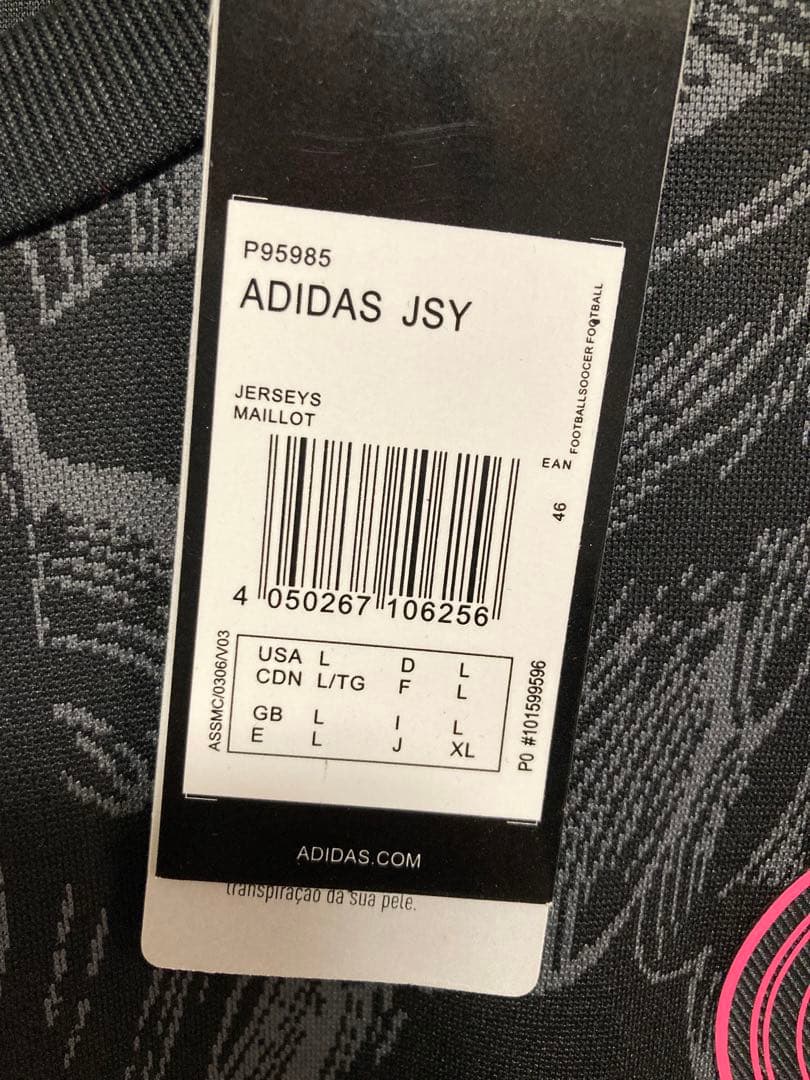 P95985
ADIDAS JSY
JERSEYS
MAILLOT
FOOTBALLSOCCER FOOTBALL
EAN
46
4 050267 106256
ASSMC/0306/V03
USA L D L
CDN L/TG F L
GB L I L
E L J XL
PO #101599596
ADIDAS.COM
transpiração da sua pele.